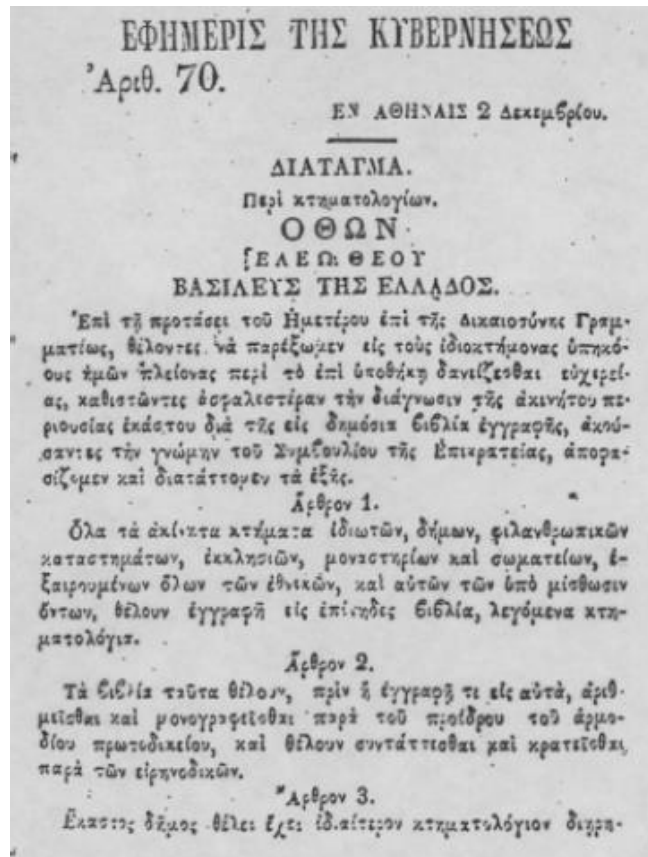 ΕΦΗΜΕΡΙΣ ΤΗΣ ΚΥΒΕΡΝΗΣΕΩΣ
Ἀριθ. 70.
ΕΝ ΑΘΗΝΑΙΣ 2 Δεκεμβρίου.
ΔΙΑΤΑΓΜΑ.
Περὶ κτηματολογίων.
ΟΘΩΝ
ΕΛΕΩι ΘΕΟΥ
ΒΑΣΙΛΕΥΣ ΤΗΣ ΕΛΛΑΔΟΣ.
Ἐπὶ τῇ προτάσει τοῦ Ἡμετέρου ἐπὶ τῆς Δικαιοσύνης Γραμ-
ματέως, θέλοντες νὰ παρέξωμεν εἰς τοὺς ἰδιοκτήμονας ὑπηκό-
ους ἡμῶν πλείονας περὶ τὸ ἐπὶ ὑποθήκῃ δανείζεσθαι εὐχερεί-
ας, καθιστῶντες ἀσφαλεστέραν τὴν διάγνωσιν τῆς ἀκινήτου πε-
ριουσίας ἑκάστου διὰ τῆς εἰς δημόσια βιβλία ἐγγραφῆς, ἀκού-
σαντες τὴν γνώμην τοῦ Συμβουλίου τῆς Ἐπικρατείας, ἀποφα-
σίζομεν καὶ διατάττομεν τὰ ἑξῆς.
Ἄρθρον 1.
Ὅλα τὰ ἀκίνητα κτήματα ἰδιωτῶν, δήμων, φιλανθρωπικῶν
καταστημάτων, ἐκκλησιῶν, μοναστηρίων καὶ σωματείων, ἐ-
ξαιρουμένων ὅλων τῶν ἐθνικῶν, καὶ αὐτῶν τῶν ὑπὸ μίσθωσιν
ὄντων, θέλουν ἐγγραφῆ εἰς ἐπίτηδες βιβλία, λεγόμενα κτη-
ματολόγια.
Ἄρθρον 2.
Τὰ βιβλία ταῦτα θέλουν, πρὶν ἢ ἐγγραφῇ τι εἰς αὐτὰ, ἀριθ-
μεῖσθαι καὶ μονογραφεῖσθαι παρὰ τοῦ προέδρου τοῦ ἁρμο-
δίου πρωτοδικείου, καὶ θέλουν συντάττεσθαι καὶ κρατεῖσθαι
παρὰ τῶν εἰρηνοδικῶν.
Ἄρθρον 3.
Ἕκαστος δῆμος θέλει ἔχει ἰδιαίτερον κτηματολόγιον διῃρη-